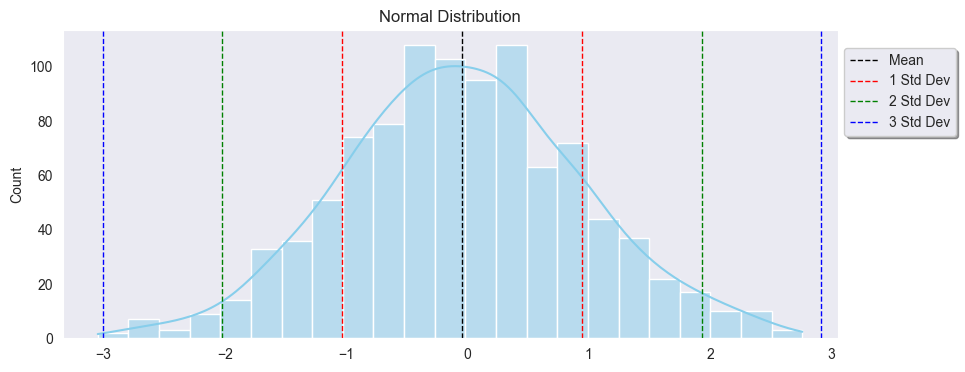 Normal Distribution
Mean
1 Std Dev
2 Std Dev
3 Std Dev
Count
100
80
60
40
20
0
−3 −2 −1 0 1 2 3